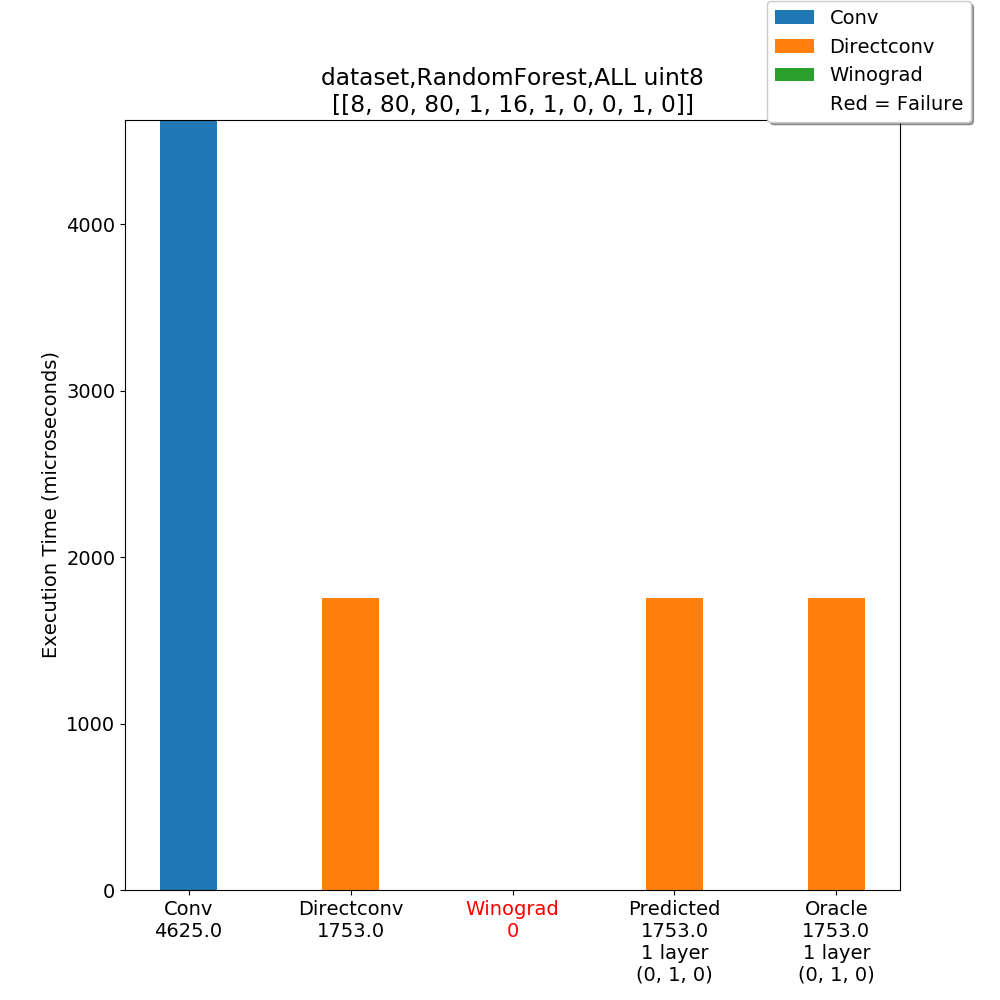 Conv
Directconv
Winograd
Red = Failure
dataset,RandomForest,ALL uint8
[[8, 80, 80, 1, 16, 1, 0, 0, 1, 0]]
Execution Time (microseconds)
4000
3000
2000
1000
0
Conv
4625.0
Directconv
1753.0
Winograd
0
Predicted
1753.0
1 layer
(0, 1, 0)
Oracle
1753.0
1 layer
(0, 1, 0)